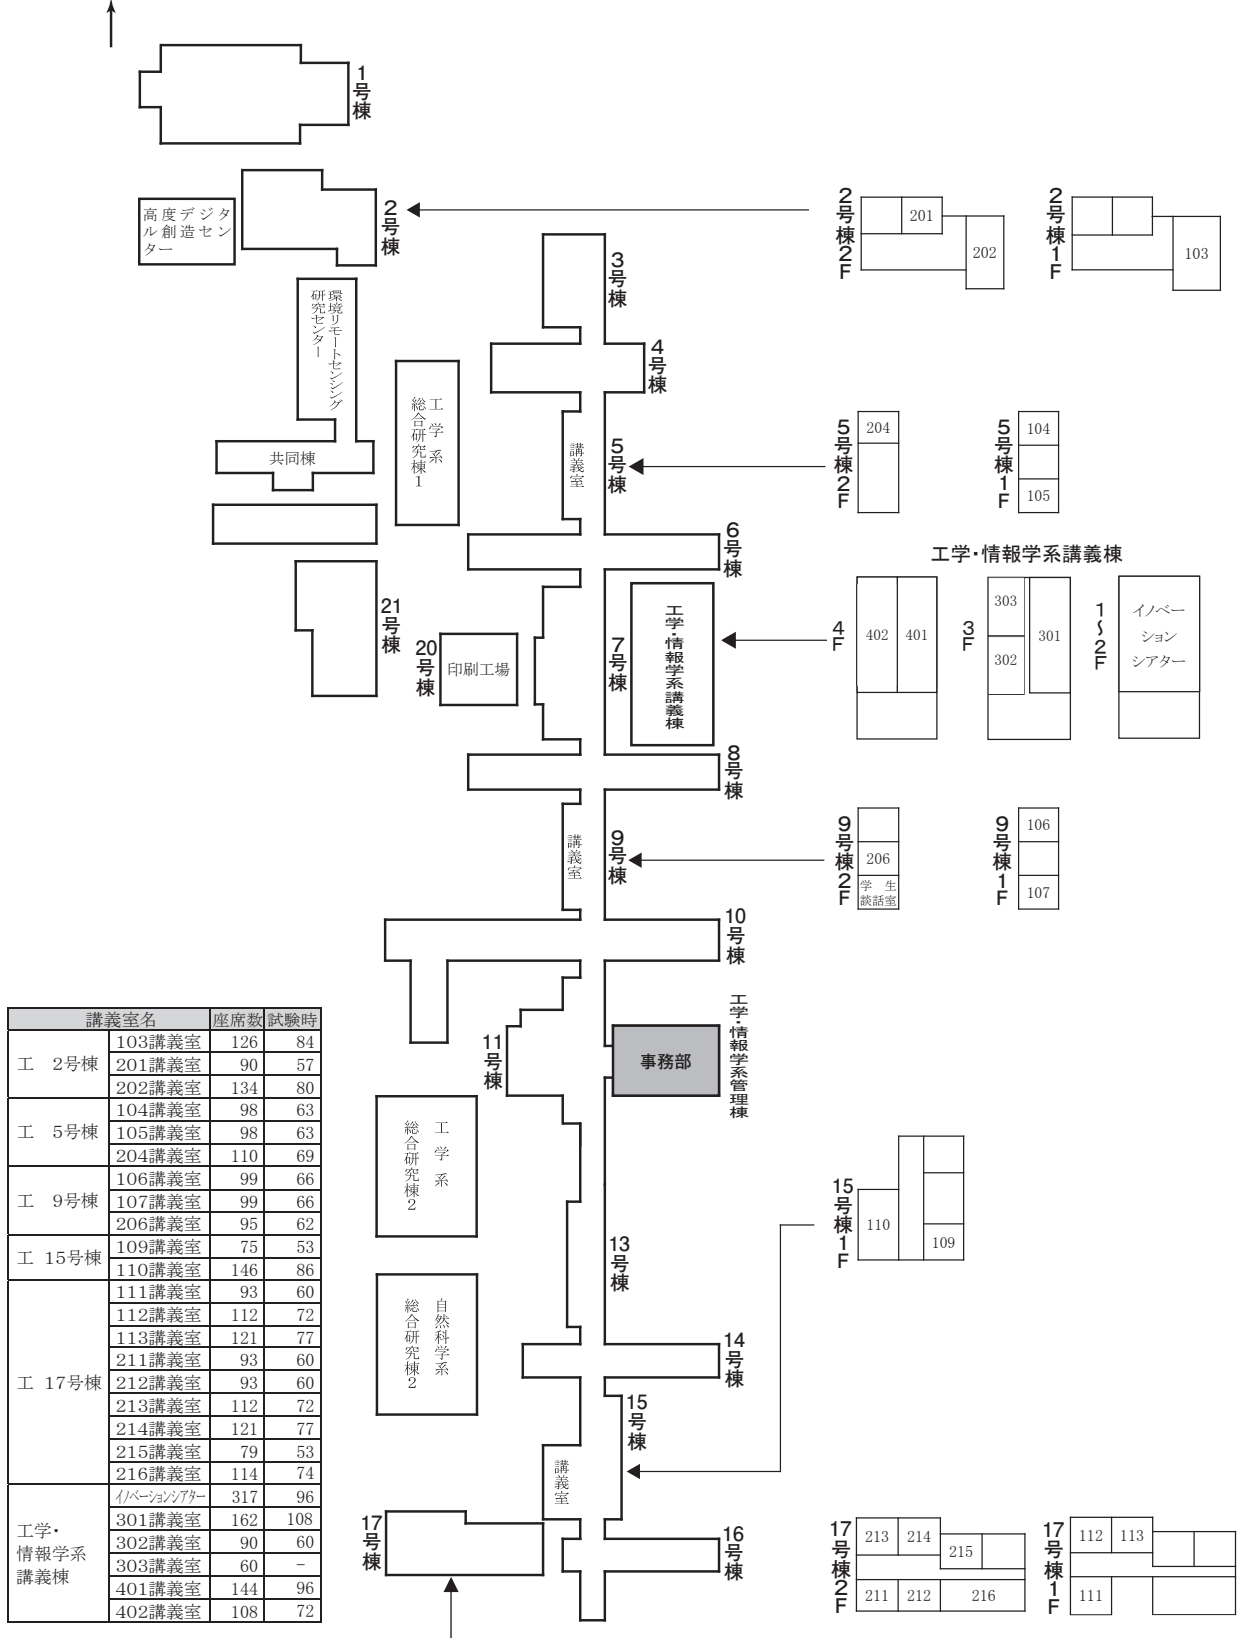 1号棟
高度デジタ
ル創造セン
ター
2号棟
2号棟2F
201
202
2号棟1F
103
3号棟
環境リモートセンシング
研究センター
4号棟
工学系
総合研究棟1
共同棟
講義室
5号棟
5号棟2F
204
5号棟1F
104
105
6号棟
工学・情報学系講義棟
21号棟
20号棟
印刷工場
7号棟
工学・情報学系講義棟
4F
402
401
3F
303
302
301
1～2F
イノベー
ション
シアター
8号棟
講義室
9号棟
9号棟2F
206
学生
談話室
9号棟1F
106
107
10号棟
11号棟
事務部
工学・情報学系管理棟
工学系
総合研究棟2
13号棟
15号棟1F
110
109
自然科学系
総合研究棟2
14号棟
15号棟
講義室
17号棟
16号棟
17号棟2F
213
214
215
211
212
216
17号棟1F
112
113
111
講義室名 座席数 試験時
工 2号棟 103講義室 126 84
201講義室 90 57
202講義室 134 80
工 5号棟 104講義室 98 63
105講義室 98 63
204講義室 110 69
工 9号棟 106講義室 99 66
107講義室 99 66
206講義室 95 62
工 15号棟 109講義室 75 53
110講義室 146 86
工 17号棟 111講義室 93 60
112講義室 112 72
113講義室 121 77
211講義室 93 60
212講義室 93 60
213講義室 112 72
214講義室 121 77
215講義室 79 53
216講義室 114 74
工学・
情報学系
講義棟
イノベーションシアター 317 96
301講義室 162 108
302講義室 90 60
303講義室 60 −
401講義室 144 96
402講義室 108 72